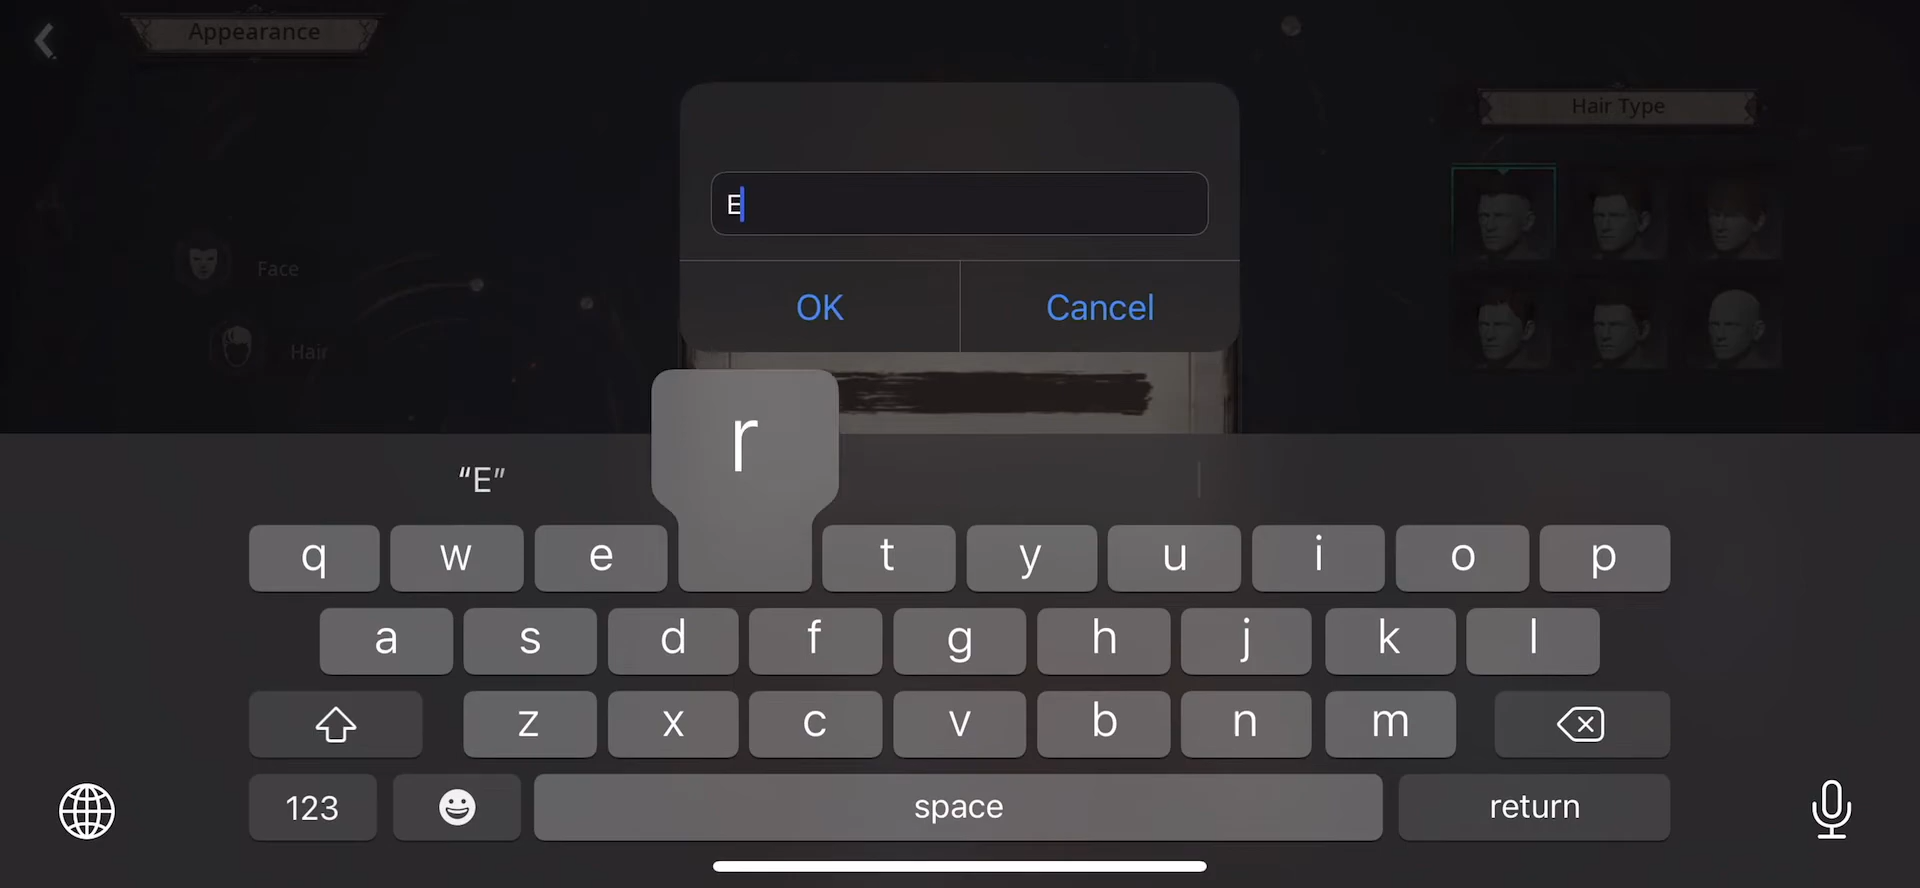 Appearance
Hair Type
E
Face
OK
Cancel
Hair
r
“E”
q w e t y u i o p
a s d f g h j k l
z x c v b n m
123
space
return